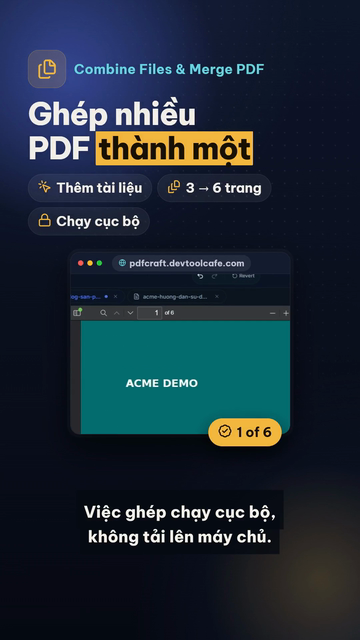 Combine Files & Merge PDF
Ghép nhiều
PDF thành một
Thêm tài liệu
3 → 6 trang
Chạy cục bộ
pdfcraft.devtoolcafe.com
Revert
og-san-p...
acme-huong-dan-su-d...
1 of 6
ACME DEMO
1 of 6
Việc ghép chạy cục bộ,
không tải lên máy chủ.